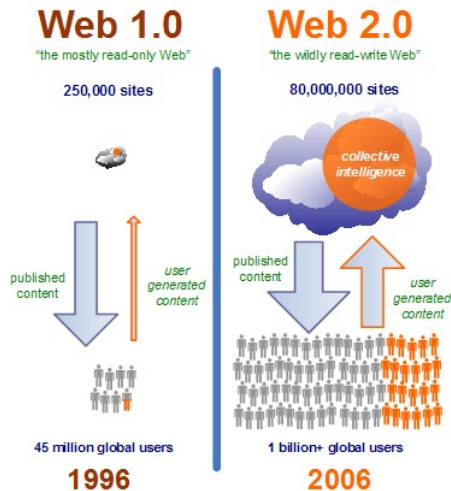 Web 1.0
"the mostly read-only Web"
250,000 sites
published
content
user
generated
content
45 million global users
1996
Web 2.0
"the wildly read-write Web"
80,000,000 sites
collective
intelligence
published
content
user
generated
content
1 billion+ global users
2006